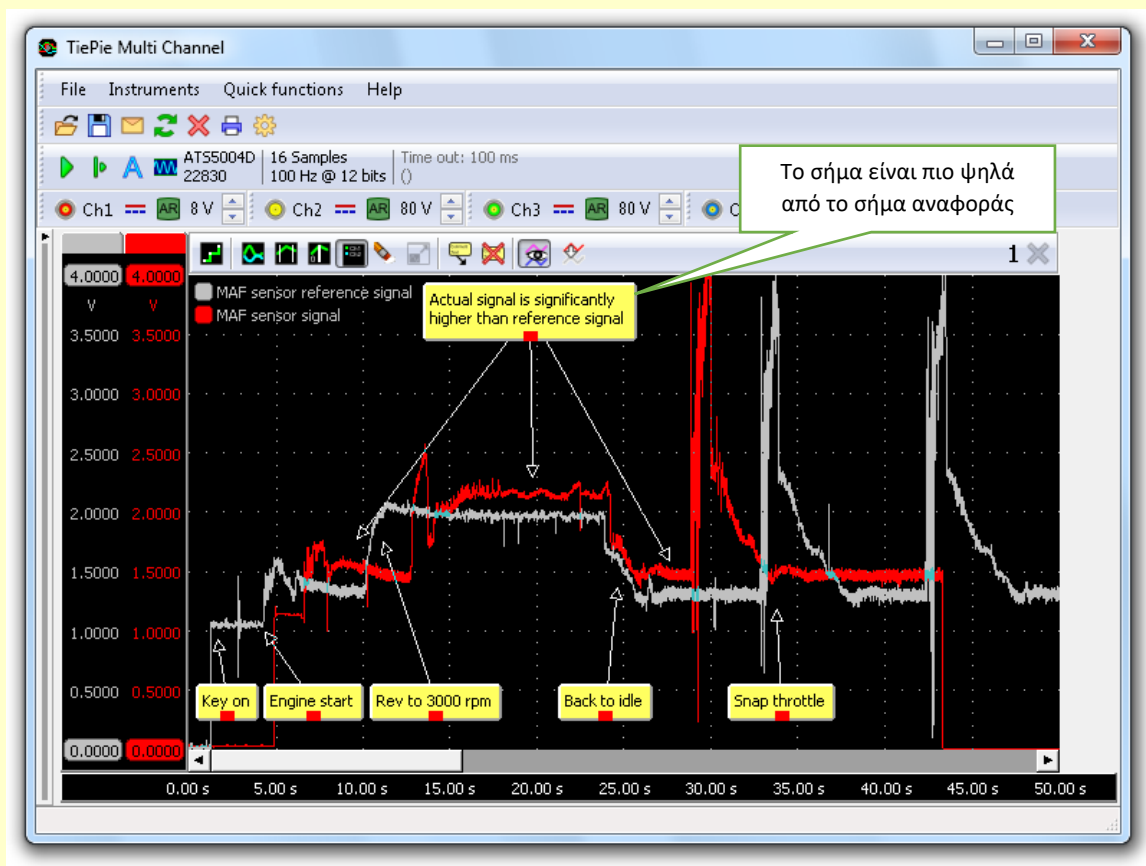 TiePie Multi Channel
File Instruments Quick functions Help
ATS5004D 16 Samples Time out: 100 ms
22830 100 Hz @ 12 bits ()
Ch1 AR 8 V Ch2 AR 80 V Ch3 AR 80 V
Το σήμα είναι πιο ψηλά
από το σήμα αναφοράς
1
4.0000 4.0000
V V
3.5000 3.5000
3.0000 3.0000
2.5000 2.5000
2.0000 2.0000
1.5000 1.5000
1.0000 1.0000
0.5000 0.5000
0.0000 0.0000
MAF sensor reference signal
MAF sensor signal
Actual signal is significantly
higher than reference signal
Key on
Engine start
Rev to 3000 rpm
Back to idle
Snap throttle
0.00 s 5.00 s 10.00 s 15.00 s 20.00 s 25.00 s 30.00 s 35.00 s 40.00 s 45.00 s 50.00 s